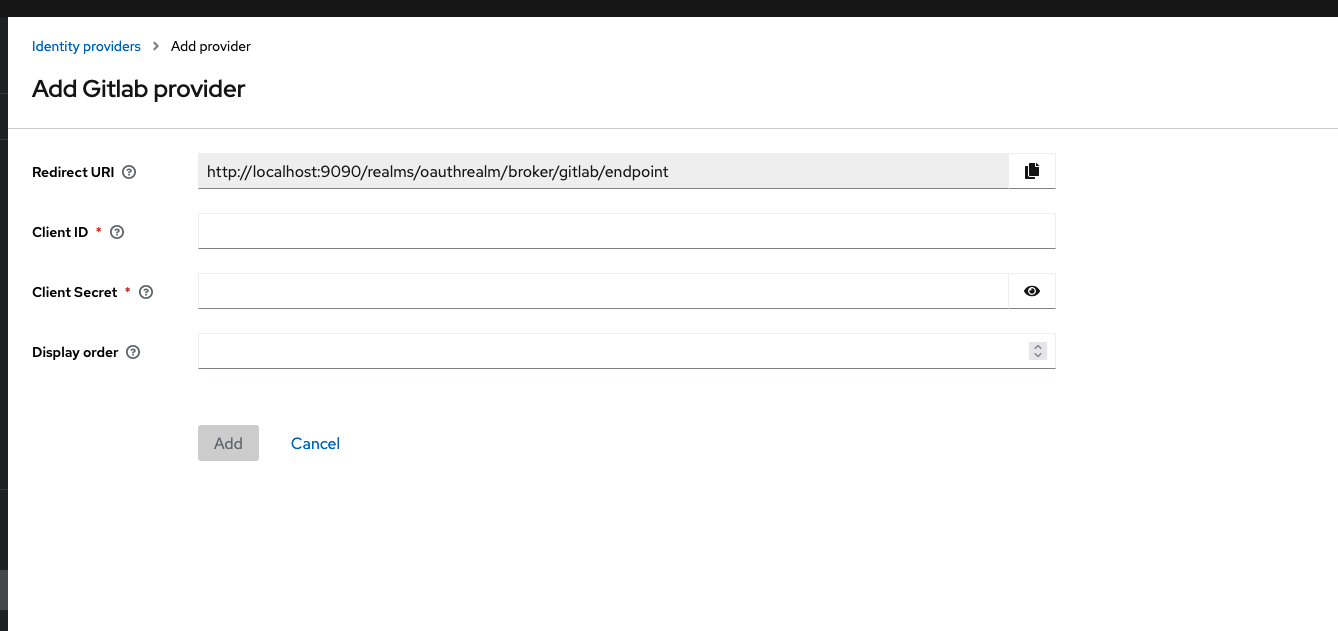 Identity providers > Add provider
Add Gitlab provider
Redirect URI
http://localhost:9090/realms/oauthrealm/broker/gitlab/endpoint
Client ID *
Client Secret *
Display order
Add
Cancel